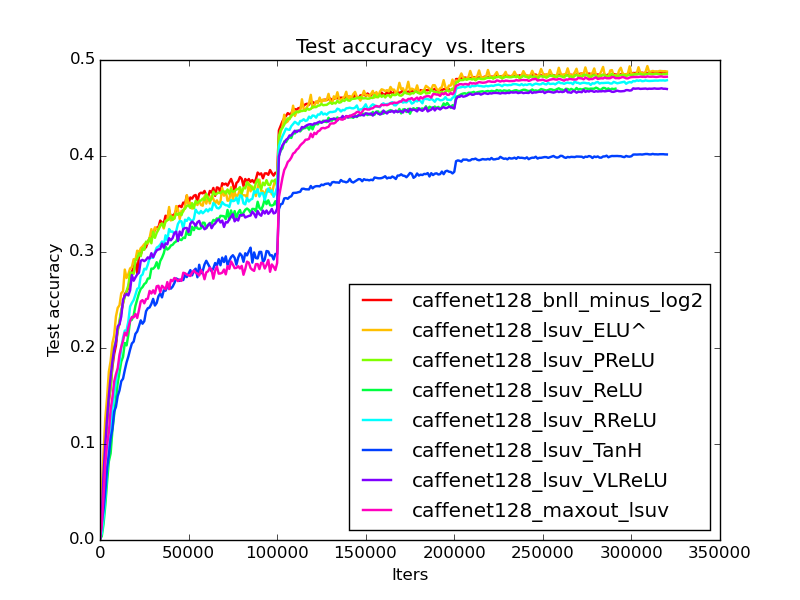 Test accuracy  vs. Iters
0.5
0.4
0.3
0.2
0.1
0.0
Test accuracy
caffenet128_bnll_minus_log2
caffenet128_lsuv_ELU^
caffenet128_lsuv_PReLU
caffenet128_lsuv_ReLU
caffenet128_lsuv_RReLU
caffenet128_lsuv_TanH
caffenet128_lsuv_VLReLU
caffenet128_maxout_lsuv
0 50000 100000 150000 200000 250000 300000 350000
Iters